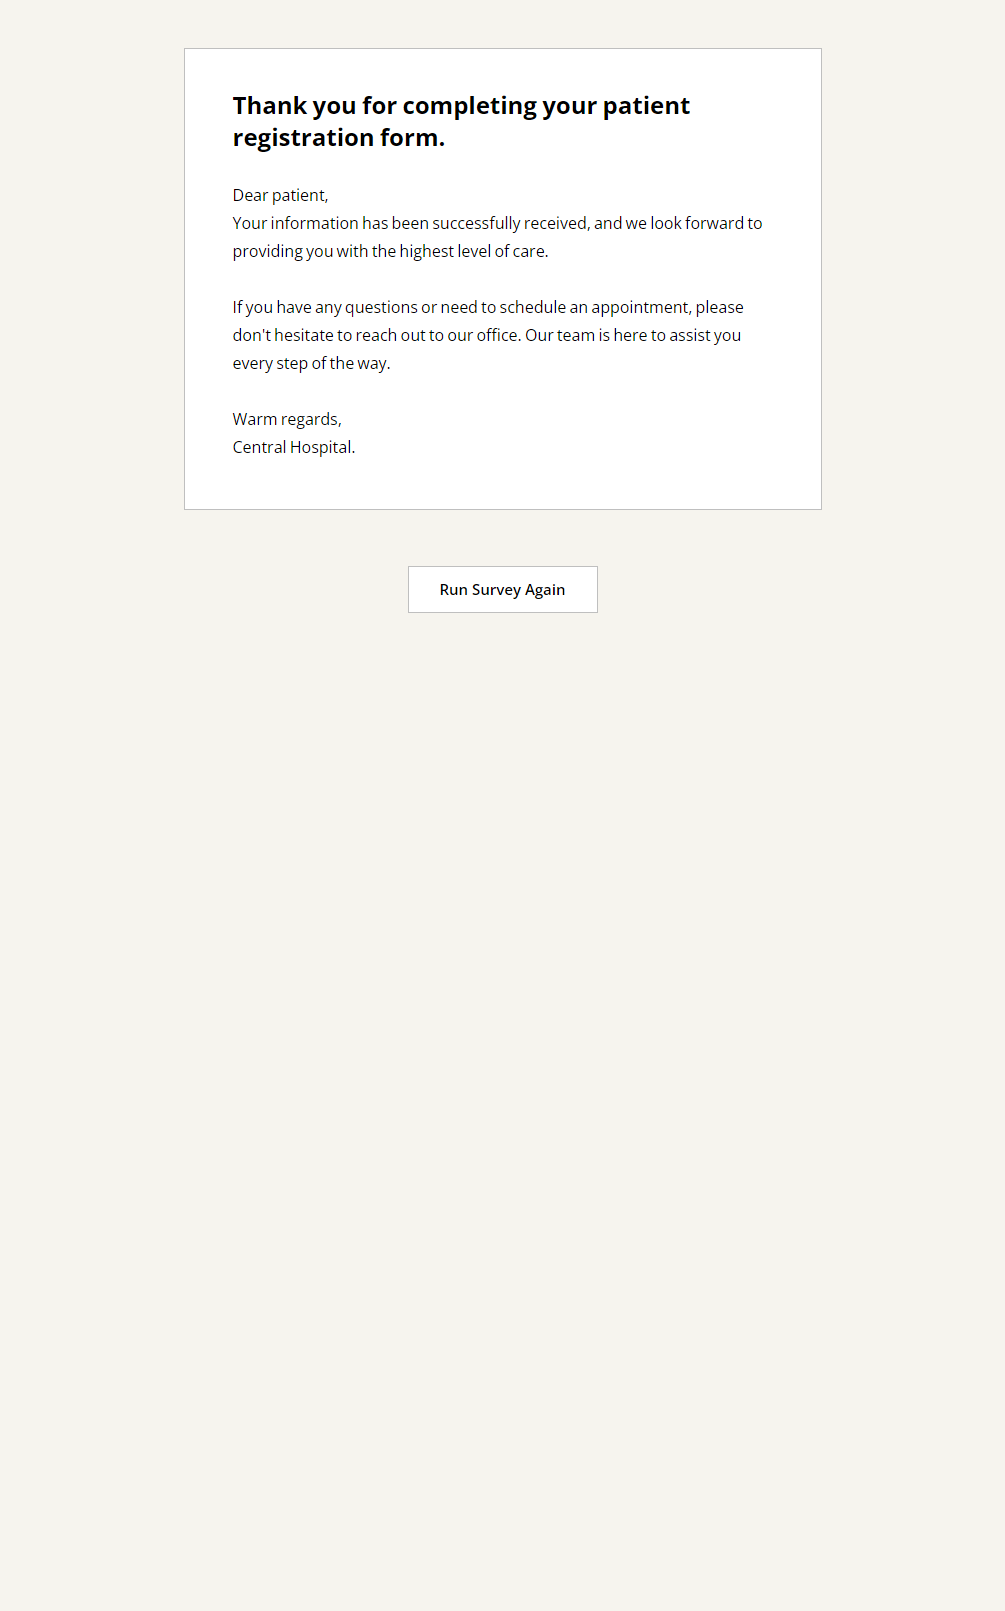 Thank you for completing your patient
registration form.
Dear patient,
Your information has been successfully received, and we look forward to
providing you with the highest level of care.
If you have any questions or need to schedule an appointment, please
don't hesitate to reach out to our office. Our team is here to assist you
every step of the way.
Warm regards,
Central Hospital.
Run Survey Again